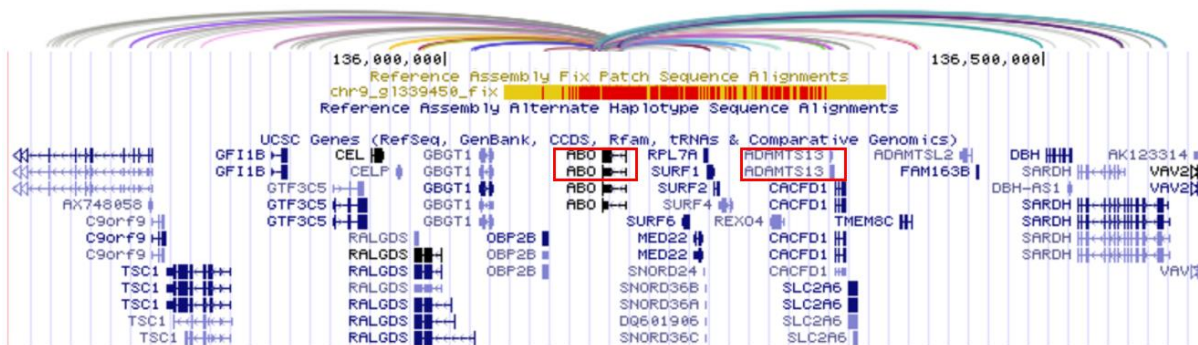 136,000,000| 136,500,000|
Reference Assembly Fix Patch Sequence Alignments
chr9_gl339450_fix
Reference Assembly Alternate Haplotype Sequence Alignments
UCSC Genes (RefSeq, GenBank, CCDS, Rfam, tRNAs & Comparative Genomics)
GFI1B CEL GBGT1 ABO RPL7A ADAMTS13 ADAMTSL2 DBH AK123314
GFI1B CELP GBGT1 ABO SURF1 ADAMTS13 FAM163B SARDH VAV2
GTF3C5 GBGT1 ABO SURF2 CACFD1 DBH-AS1 VAV2
AX748058 GTF3C5 GBGT1 ABO SURF4 CACFD1 SARDH
C9orf9 GTF3C5 GBGT1 SURF6 REXO4 TMEM8C SARDH
C9orf9 RALGDS OBP2B MED22 CACFD1 SARDH
C9orf9 RALGDS OBP2B MED22 CACFD1 SARDH
TSC1 RALGDS OBP2B SNORD24 CACFD1 VAV2
TSC1 RALGDS SNORD36B SLC2A6
TSC1 RALGDS SNORD36A SLC2A6
TSC1 RALGDS DQ601906 SLC2A6
TSC1 RALGDS SNORD36C SLC2A6